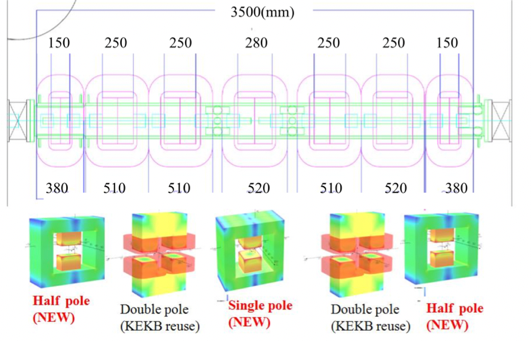 3500(mm)
150 250 250 280 250 250 150
380 510 510 520 510 520 380
Half pole
(NEW)
Double pole
(KEKB reuse)
Single pole
(NEW)
Double pole
(KEKB reuse)
Half pole
(NEW)